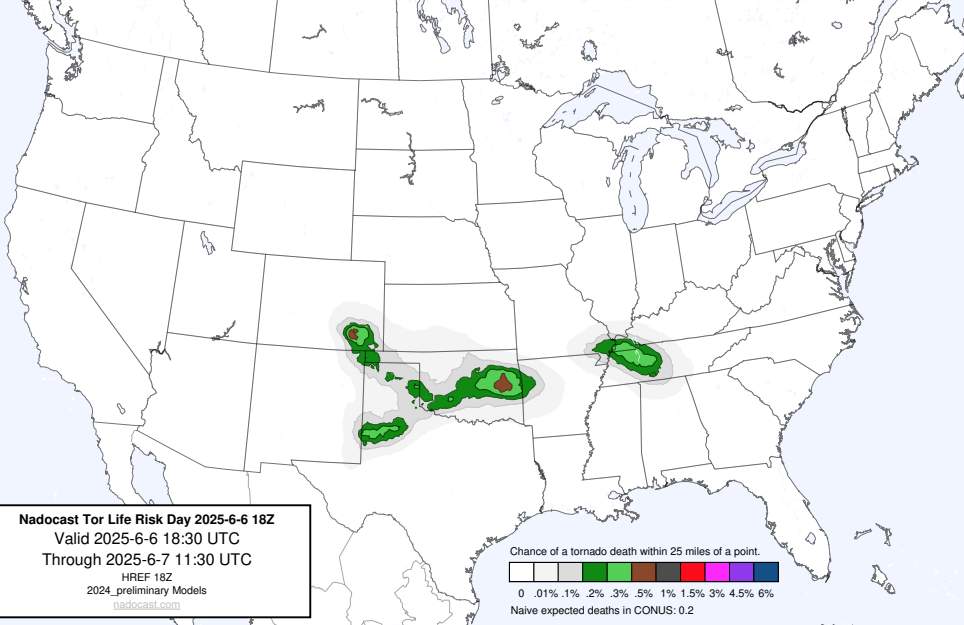 Nadocast Tor Life Risk Day 2025-6-6 18Z
Valid 2025-6-6 18:30 UTC
Through 2025-6-7 11:30 UTC
HREF 18Z
2024_preliminary Models
nadocast.com
Chance of a tornado death within 25 miles of a point.
0 .01% .1% .2% .3% .5% 1% 1.5% 3% 4.5% 6%
Naive expected deaths in CONUS: 0.2